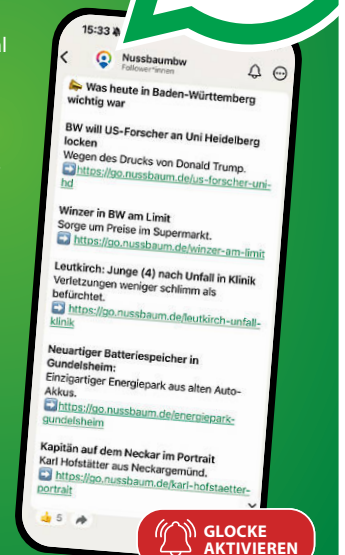 al
15:33
Nussbaumbw
Follower*innen
Was heute in Baden-Württemberg
wichtig war
BW will US-Forscher an Uni Heidelberg
locken
Wegen des Drucks von Donald Trump.
https://go.nussbaum.de/us-forscher-uni-
hd
Winzer in BW am Limit
Sorge um Preise im Supermarkt.
https://go.nussbaum.de/winzer-am-limit
Leutkirch: Junge (4) nach Unfall in Klinik
Verletzungen weniger schlimm als
befürchtet.
https://go.nussbaum.de/leutkirch-unfall-
klinik
Neuartiger Batteriespeicher in
Gundelsheim:
Einzigartiger Energiepark aus alten Auto-
Akkus.
https://go.nussbaum.de/energiepark-
gundelsheim
Kapitän auf dem Neckar im Portrait
Karl Hofstätter aus Neckargemünd.
https://go.nussbaum.de/karl-hofstaetter-
portrait
5
GLOCKE
AKTIVIEREN